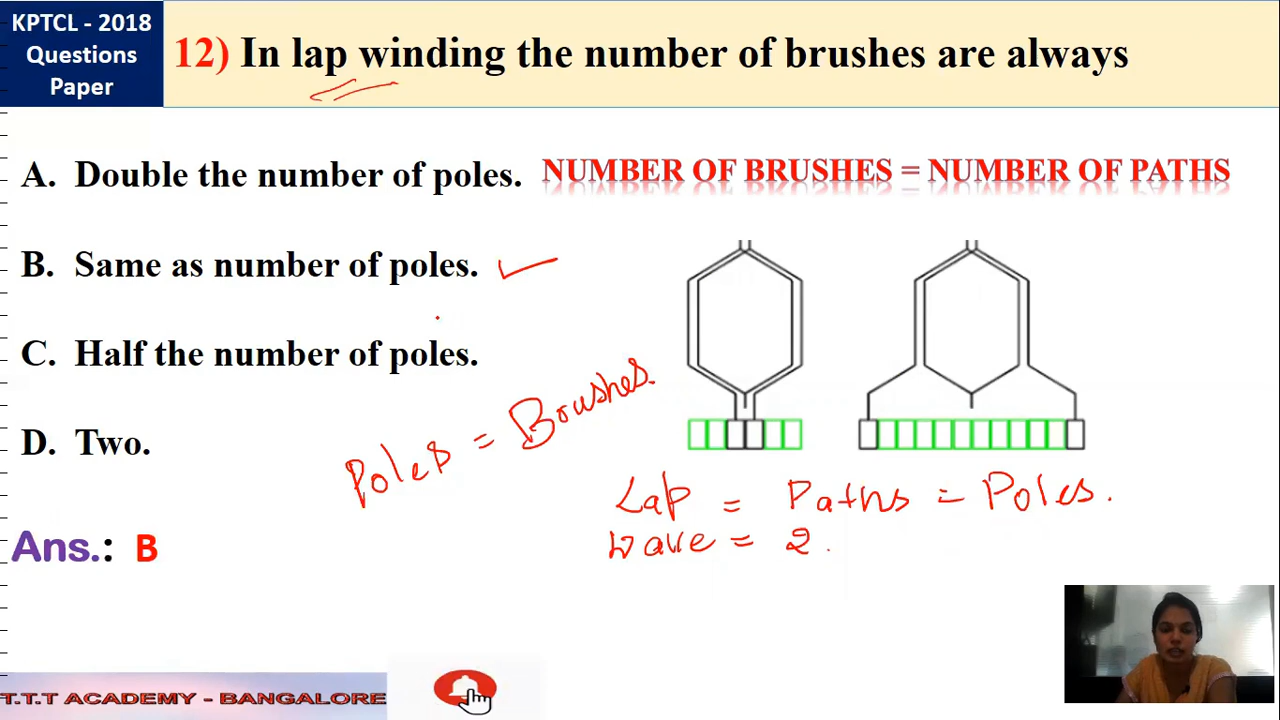 KPTCL - 2018
Questions
Paper
12) In lap winding the number of brushes are always
A. Double the number of poles.
NUMBER OF BRUSHES = NUMBER OF PATHS
B. Same as number of poles.
C. Half the number of poles.
Poles = Brushes.
D. Two.
Lap = Paths = Poles.
Wave = 2.
Ans.: B
T.T.T ACADEMY - BANGALORE